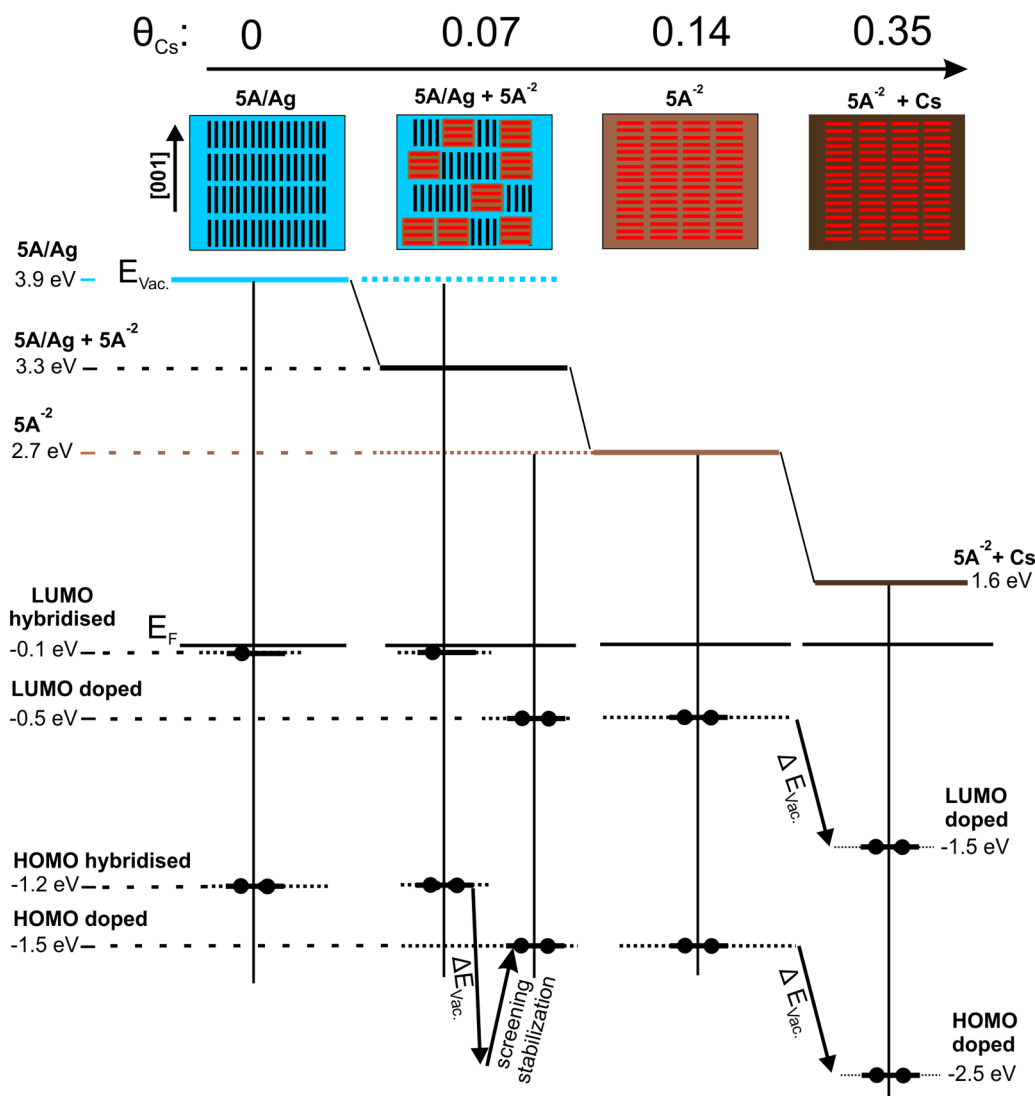 θCs: 0 0.07 0.14 0.35
5A/Ag 5A/Ag + 5A⁻² 5A⁻² 5A⁻² + Cs
[001]
5A/Ag
3.9 eV
EVac.
5A/Ag + 5A⁻²
3.3 eV
5A⁻²
2.7 eV
5A⁻² + Cs
1.6 eV
LUMO
hybridised
-0.1 eV
EF
LUMO doped
-0.5 eV
Δ EVac.
LUMO
doped
-1.5 eV
HOMO hybridised
-1.2 eV
HOMO doped
-1.5 eV
ΔEVac.
screening
stabilization
Δ EVac.
HOMO
doped
-2.5 eV